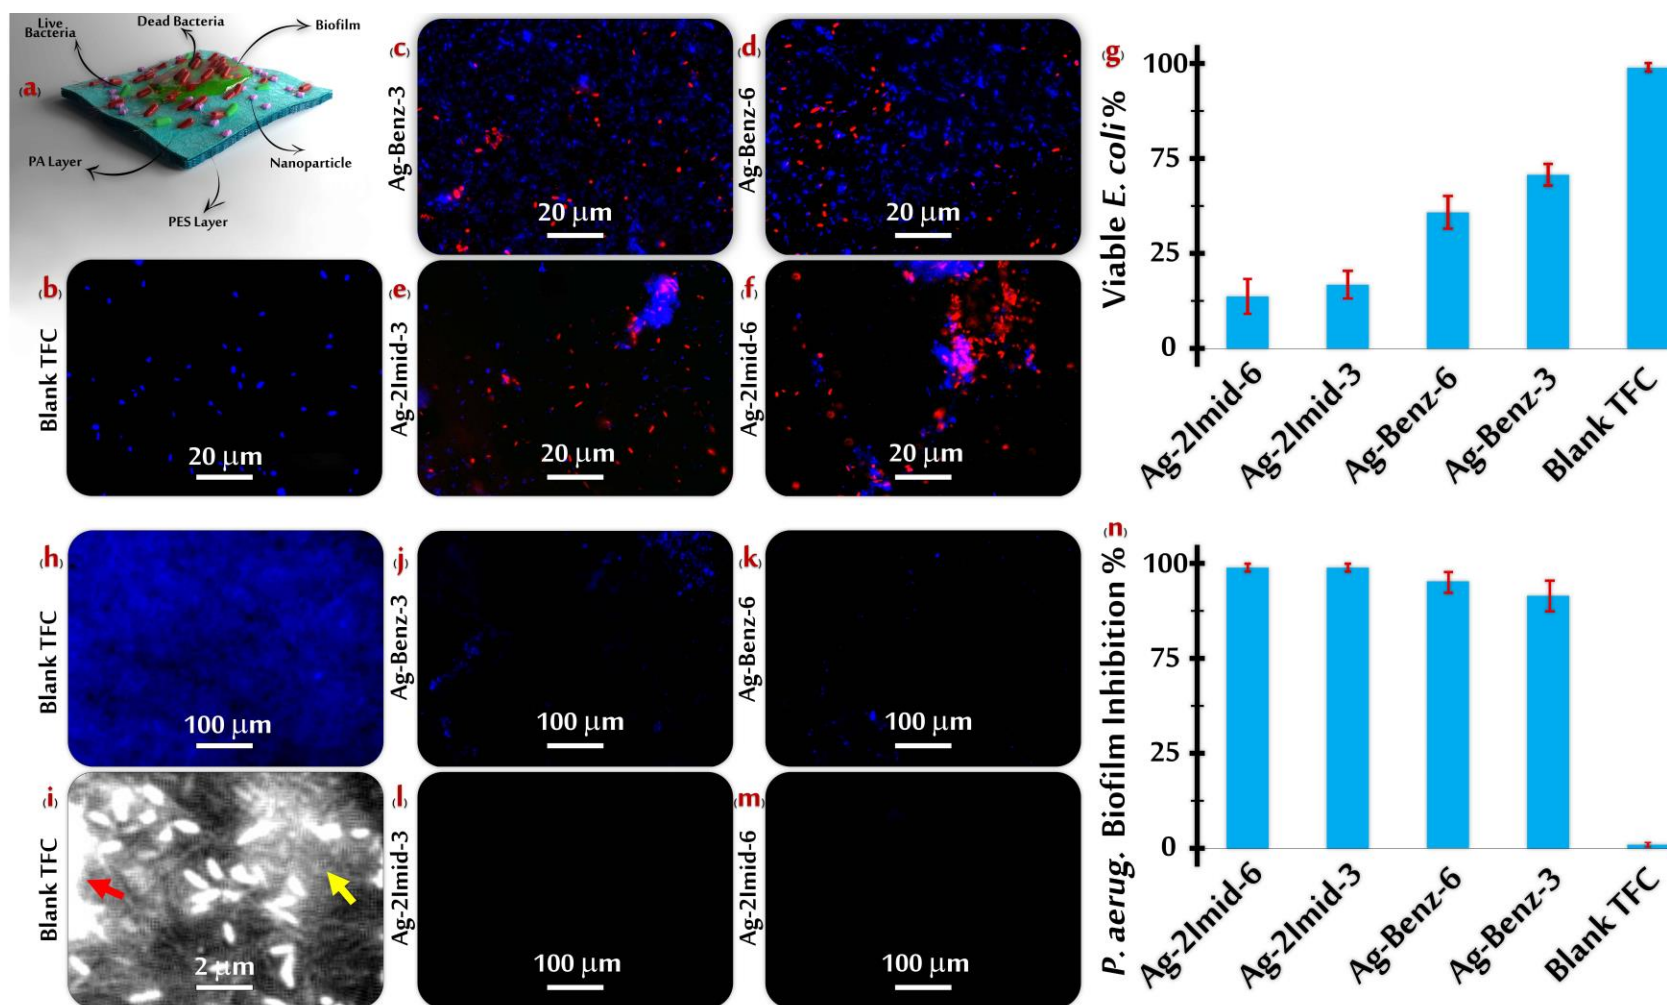 (a)
Live
Bacteria
Dead Bacteria
Biofilm
PA Layer
Nanoparticle
PES Layer
(b)
Blank TFC
20 μm
(c)
Ag-Benz-3
20 μm
(d)
Ag-Benz-6
20 μm
(e)
Ag-2Imid-3
20 μm
(f)
Ag-2Imid-6
20 μm
(g)
Viable E. coli %
100
75
25
0
Ag-2Imid-6
Ag-2Imid-3
Ag-Benz-6
Ag-Benz-3
Blank TFC
(h)
Blank TFC
100 μm
(i)
Blank TFC
2 μm
(j)
Ag-Benz-3
100 μm
(k)
Ag-Benz-6
100 μm
(l)
Ag-2Imid-3
100 μm
(m)
Ag-2Imid-6
100 μm
(n)
P. aerug. Biofilm Inhibition %
100
75
25
0
Ag-2Imid-6
Ag-2Imid-3
Ag-Benz-6
Ag-Benz-3
Blank TFC